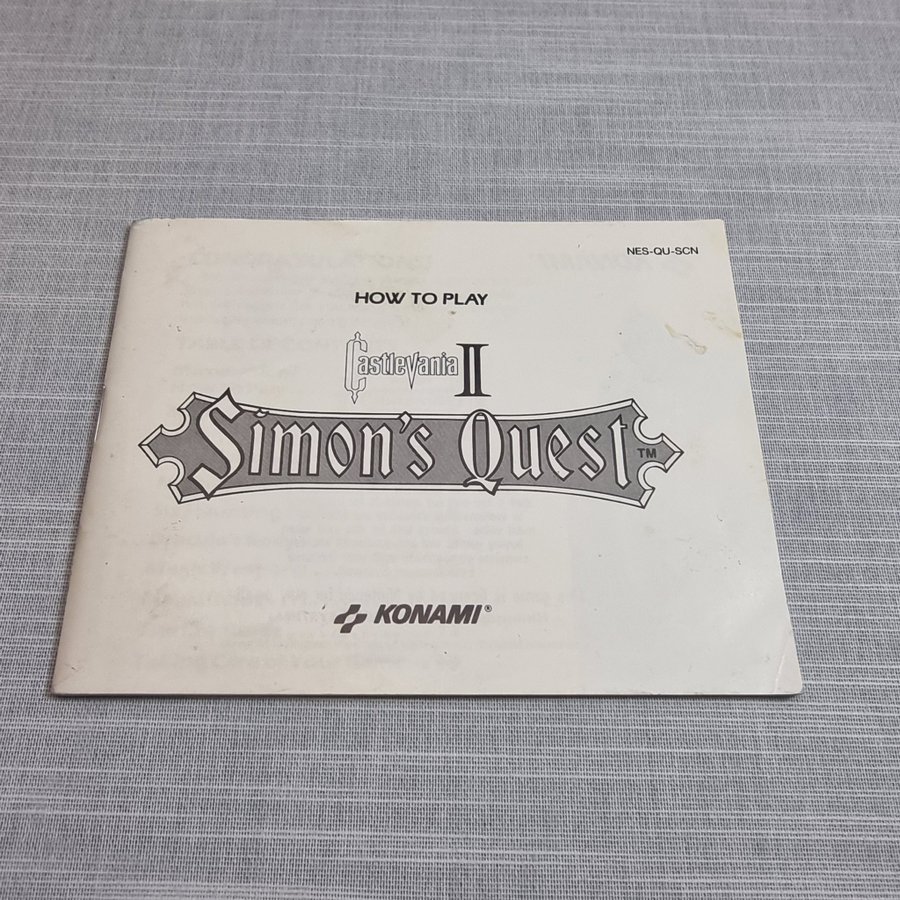 NES-QU-SCN
HOW TO PLAY
Castlevania II
Simon's Quest TM
KONAMI®